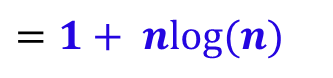 = 1 + nlog(n)